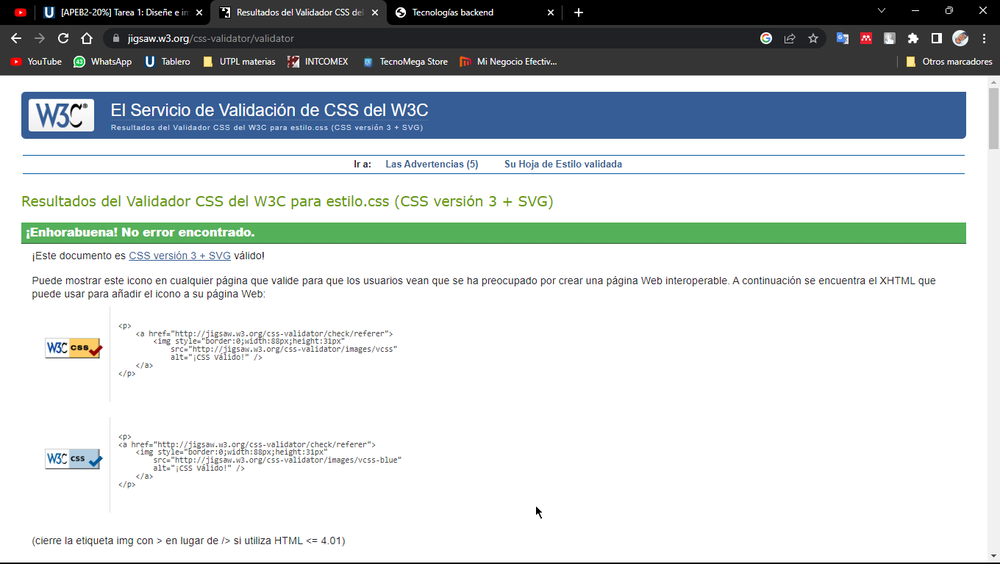 [APEB2-20%] Tarea 1: Diseñe e in
Resultados del Validador CSS del
Tecnologías backend
jigsaw.w3.org/css-validator/validator
YouTube
43
WhatsApp
U
Tablero
UTPL materias
INTCOMEX
TecnoMega Store
Mi Negocio Efectiv...
Otros marcadores
W3C®
El Servicio de Validación de CSS del W3C
Resultados del Validador CSS del W3C para estilo.css (CSS versión 3 + SVG)
Ir a: Las Advertencias (5) Su Hoja de Estilo validada
Resultados del Validador CSS del W3C para estilo.css (CSS versión 3 + SVG)
¡Enhorabuena! No error encontrado.
¡Este documento es CSS versión 3 + SVG válido!
Puede mostrar este icono en cualquier página que valide para que los usuarios vean que se ha preocupado por crear una página Web interoperable. A continuación se encuentra el XHTML que
puede usar para añadir el icono a su página Web:
W3C css
<p>
<a href="http://jigsaw.w3.org/css-validator/check/referer">
<img style="border:0;width:88px;height:31px"
src="http://jigsaw.w3.org/css-validator/images/vcss"
alt="¡CSS Válido!" />
</a>
</p>
W3C css
<p>
<a href="http://jigsaw.w3.org/css-validator/check/referer">
<img style="border:0;width:88px;height:31px"
src="http://jigsaw.w3.org/css-validator/images/vcss-blue"
alt="¡CSS Válido!" />
</a>
</p>
(cierre la etiqueta img con > en lugar de /> si utiliza HTML <= 4.01)